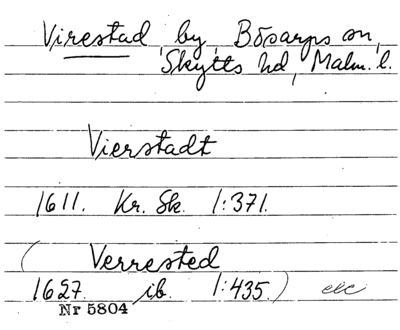 Virestad, by, Bösarps sn,
Skytts hd, Malm. l.
Vierstadt
1611. Kr. Sk. 1:371.
(Verrested
1627. ib. 1:435.) etc
Nr 5804